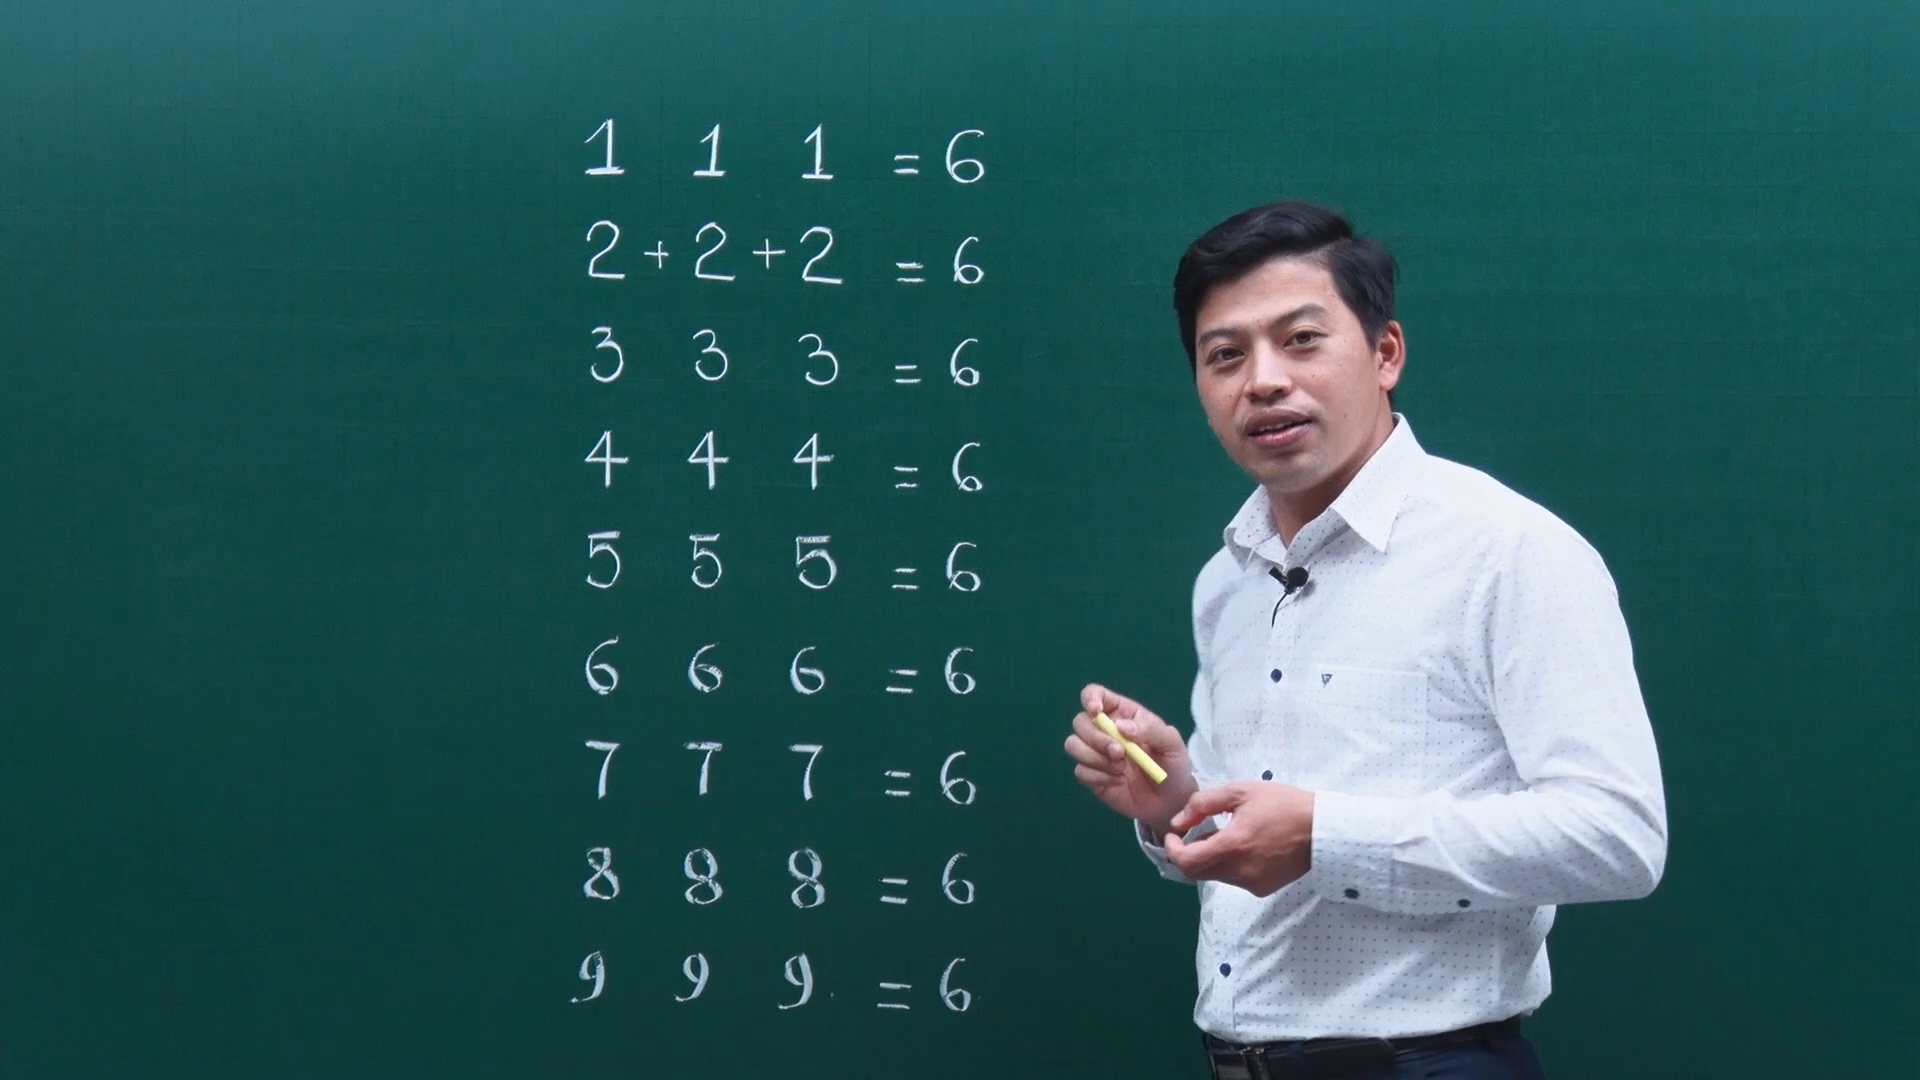 1 1 1 = 6
2 + 2 + 2 = 6
3 3 3 = 6
4 4 4 = 6
5 5 5 = 6
6 6 6 = 6
7 7 7 = 6
8 8 8 = 6
9 9 9 = 6